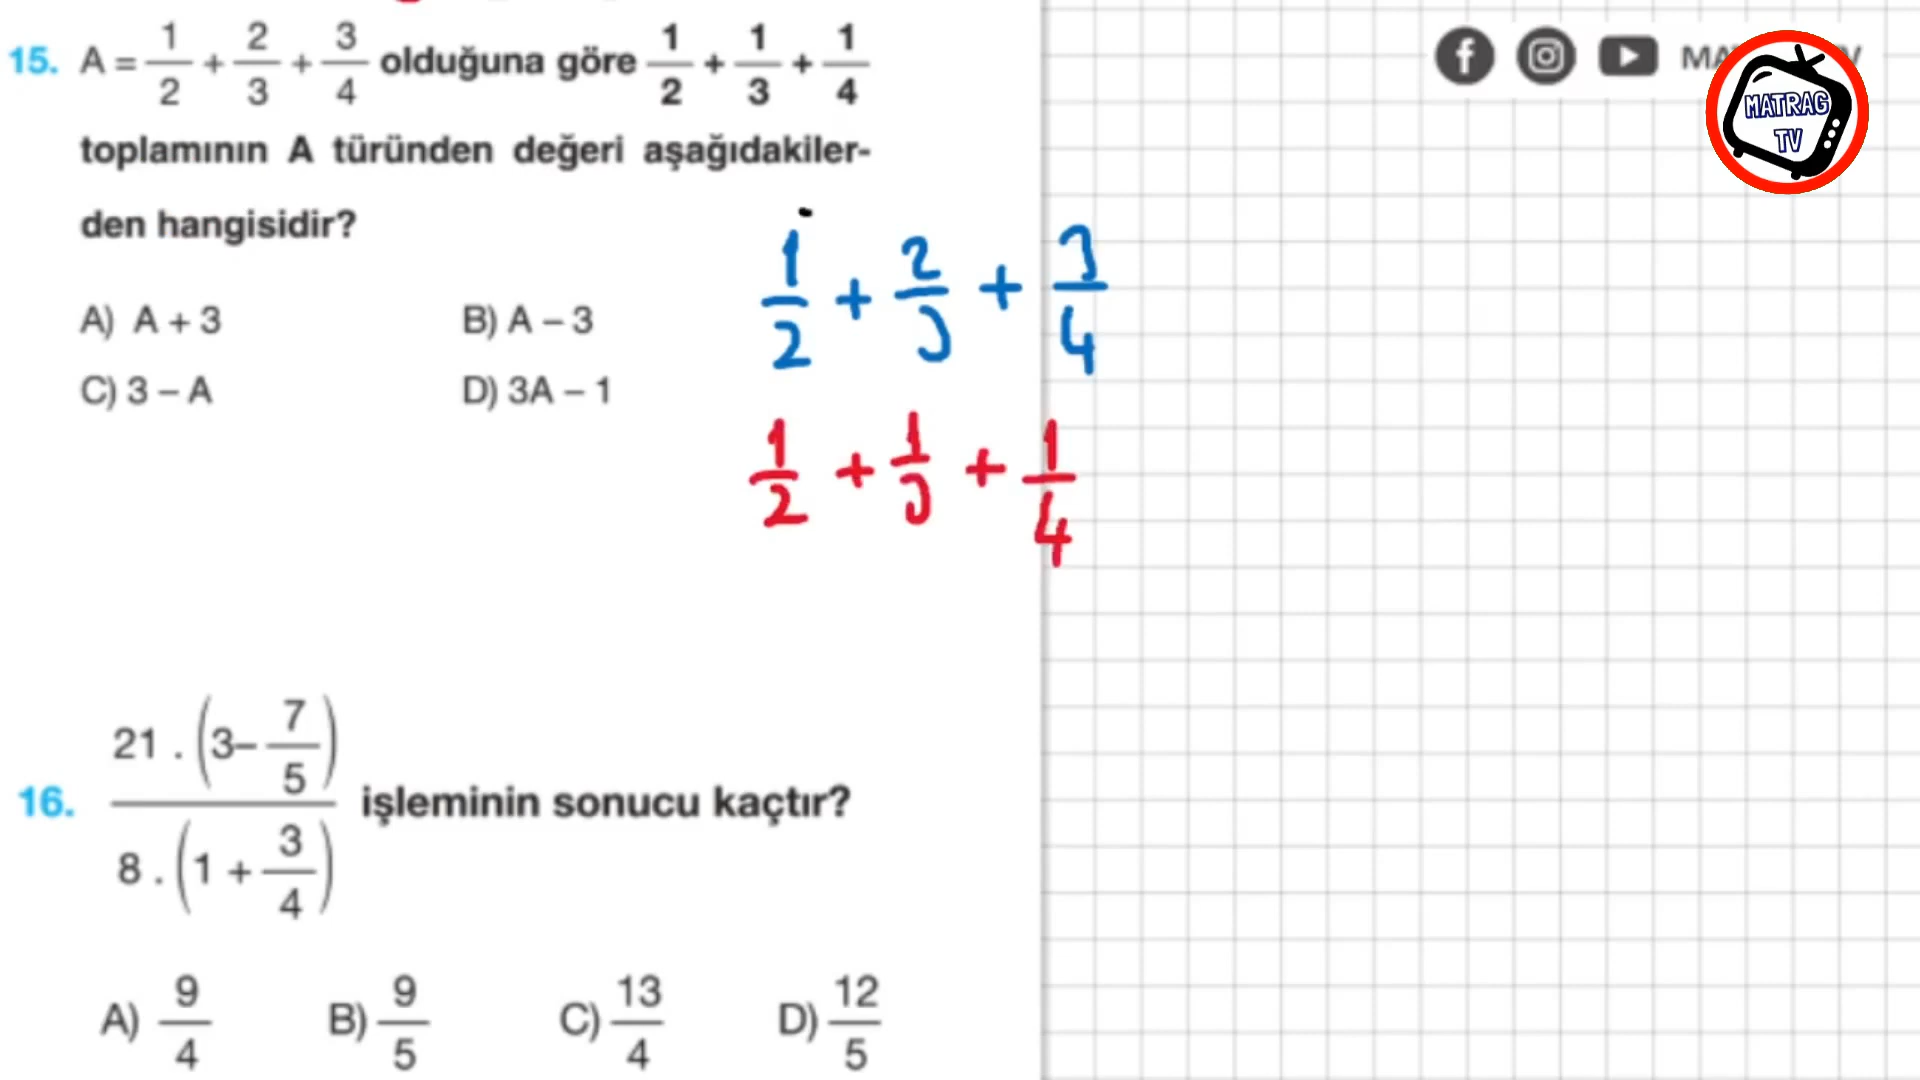 15. A = 1/2 + 2/3 + 3/4 olduğuna göre 1/2 + 1/3 + 1/4
toplamının A türünden değeri aşağıdakiler-
den hangisidir?
A) A + 3 B) A – 3
C) 3 – A D) 3A – 1
1/2 + 2/3 + 3/4
1/2 + 1/3 + 1/4
16. 21 . (3– 7/5) / 8 . (1 + 3/4) işleminin sonucu kaçtır?
A) 9/4 B) 9/5 C) 13/4 D) 12/5
MATRAG
TV